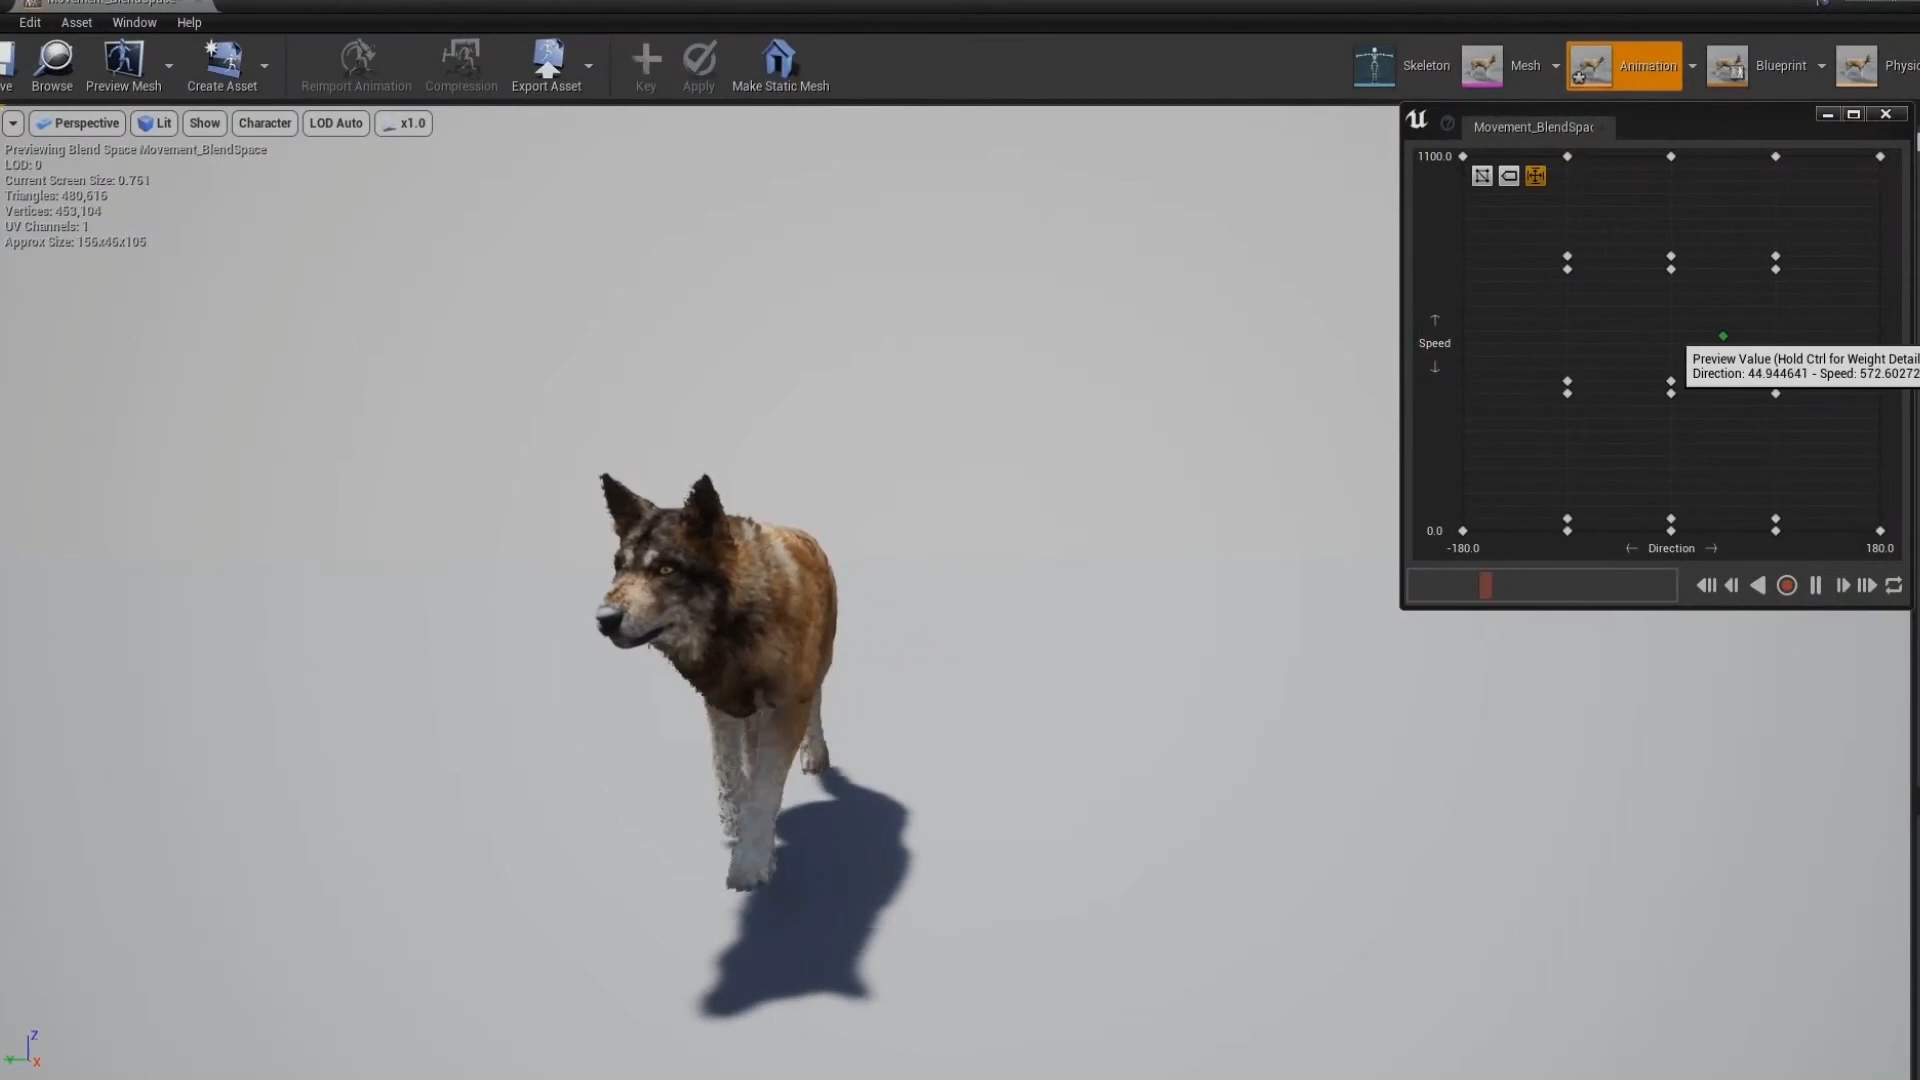 Edit Asset Window Help
ve Browse Preview Mesh Create Asset Reimport Animation Compression Export Asset Key Apply Make Static Mesh Skeleton Mesh Animation Blueprint Physic
Perspective Lit Show Character LOD Auto x1.0
Previewing Blend Space Movement_BlendSpace
LOD: 0
Current Screen Size: 0.761
Triangles: 480,616
Vertices: 453,104
UV Channels: 1
Approx Size: 156x46x105
Movement_BlendSpac
1100.0
Speed
Preview Value (Hold Ctrl for Weight Detail
Direction: 44.944641 - Speed: 572.60272
0.0
-180.0 Direction 180.0
Z
Y X